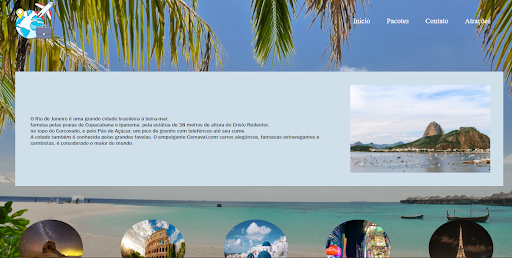 Início Pacotes Contato Atrações
O Rio de Janeiro é uma grande cidade brasileira à beira-mar,
famosa pelas praias de Copacabana e Ipanema, pela estátua de 38 metros de altura do Cristo Redentor,
no topo do Corcovado, e pelo Pão de Açúcar, um pico de granito com teleféricos até seu cume.
A cidade também é conhecida pelas grandes favelas. O empolgante Carnaval,com carros alegóricos, fantasias extravagantes e
sambistas, é considerado o maior do mundo.